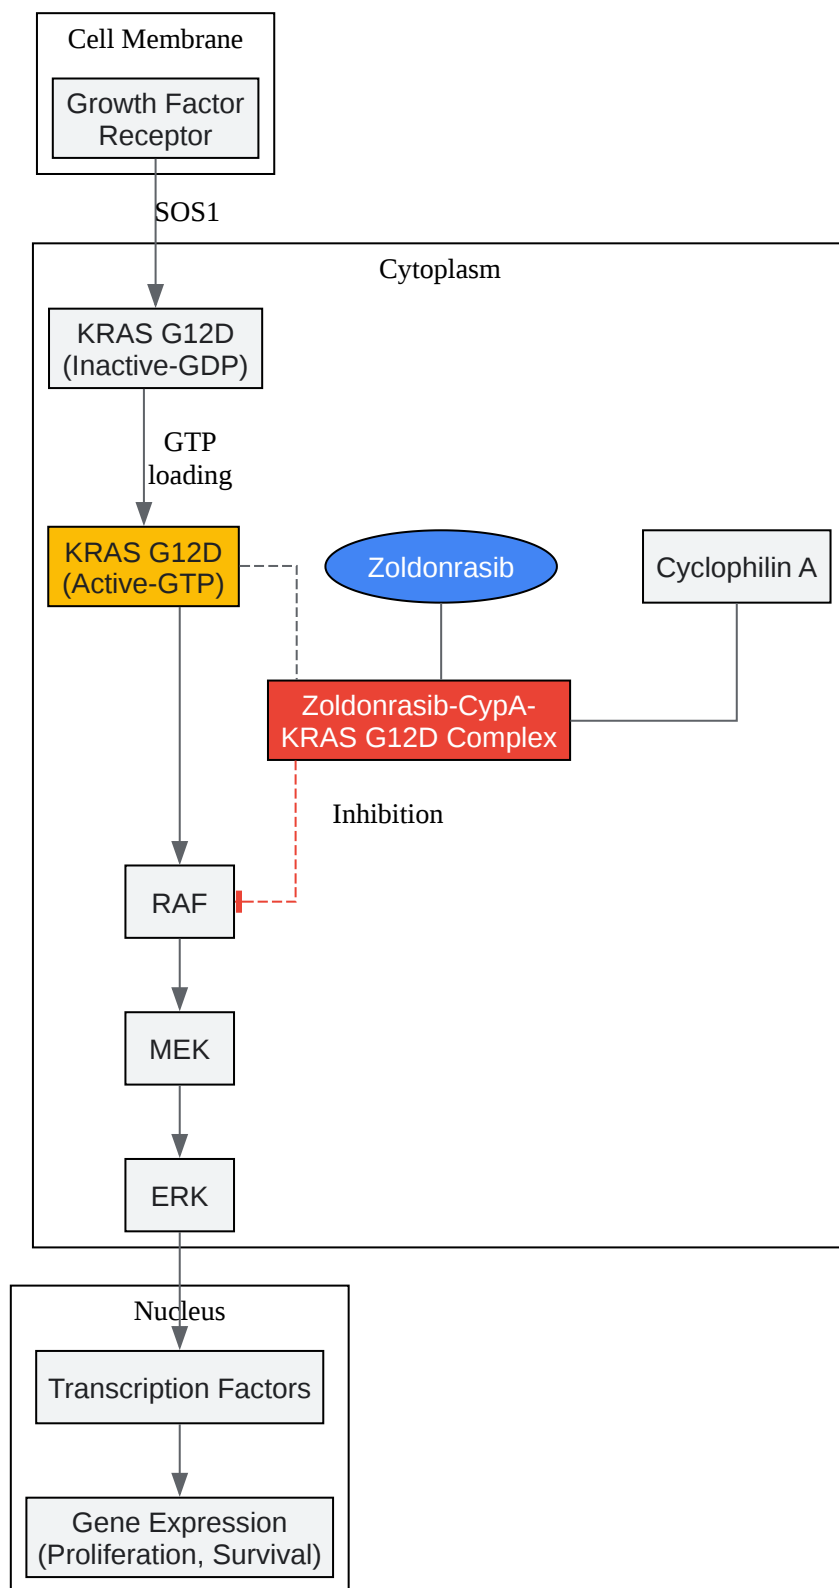 Cell Membrane
Growth Factor
Receptor
SOS1
Cytoplasm
KRAS G12D
(Inactive-GDP)
GTP
loading
KRAS G12D
(Active-GTP)
Zoldonrasib
Cyclophilin A
Zoldonrasib-CypA-
KRAS G12D Complex
Inhibition
RAF
MEK
ERK
Nucleus
Transcription Factors
Gene Expression
(Proliferation, Survival)